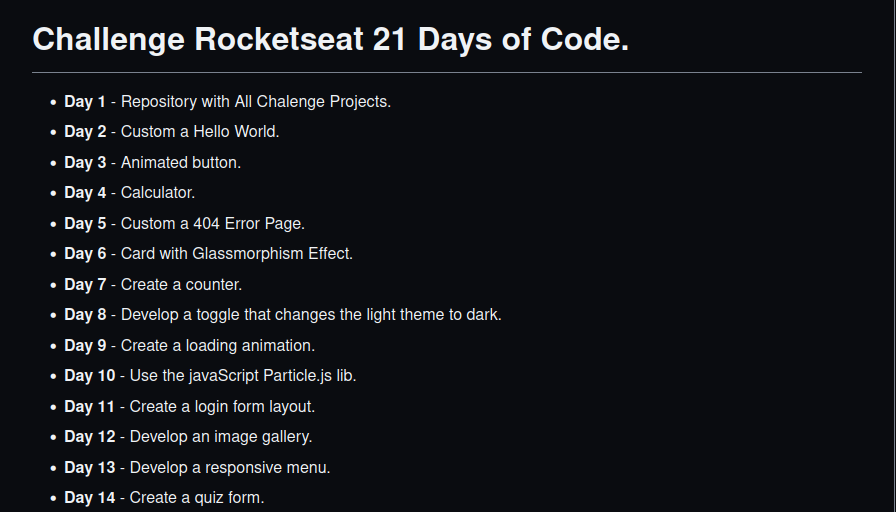 Challenge Rocketseat 21 Days of Code.
Day 1 - Repository with All Chalenge Projects.
Day 2 - Custom a Hello World.
Day 3 - Animated button.
Day 4 - Calculator.
Day 5 - Custom a 404 Error Page.
Day 6 - Card with Glassmorphism Effect.
Day 7 - Create a counter.
Day 8 - Develop a toggle that changes the light theme to dark.
Day 9 - Create a loading animation.
Day 10 - Use the javaScript Particle.js lib.
Day 11 - Create a login form layout.
Day 12 - Develop an image gallery.
Day 13 - Develop a responsive menu.
Day 14 - Create a quiz form.